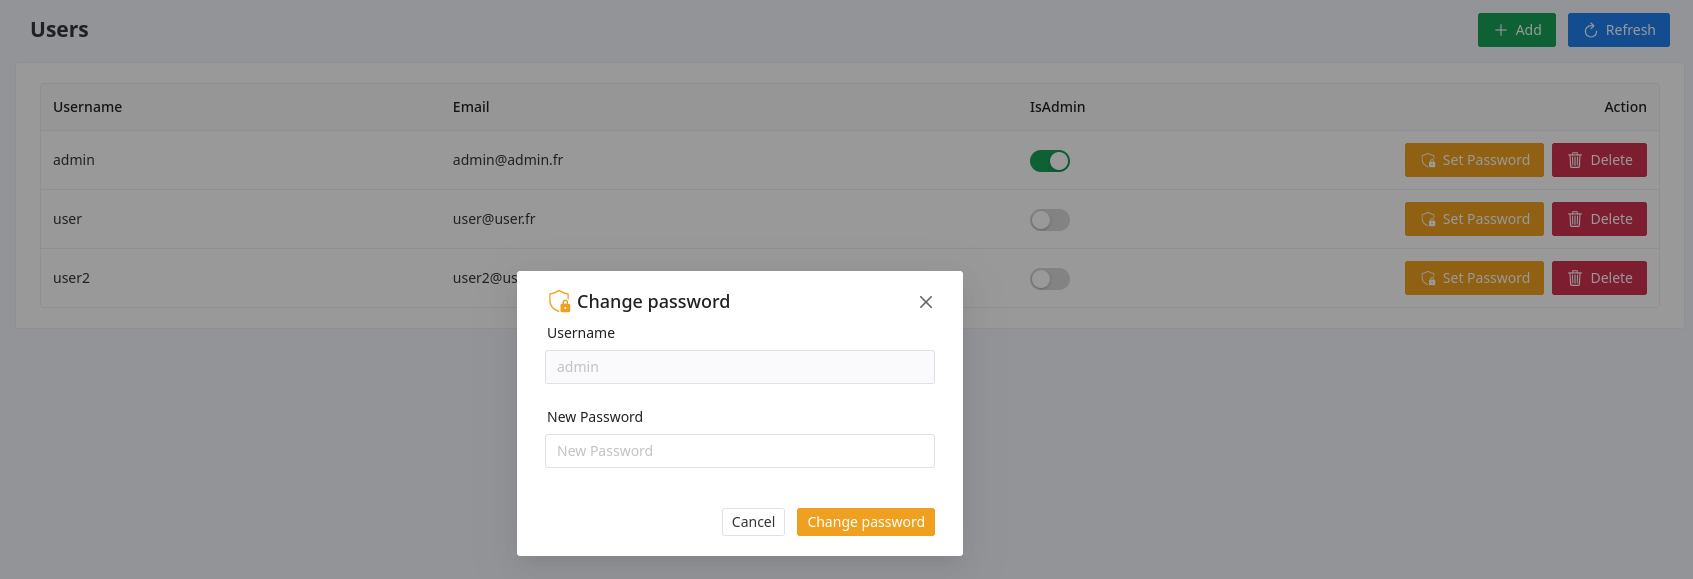 Users
Add
Refresh
Username Email IsAdmin Action
admin admin@admin.fr Set Password Delete
user user@user.fr Set Password Delete
user2 user2@us Set Password Delete
Change password
Username
admin
New Password
New Password
Cancel
Change password